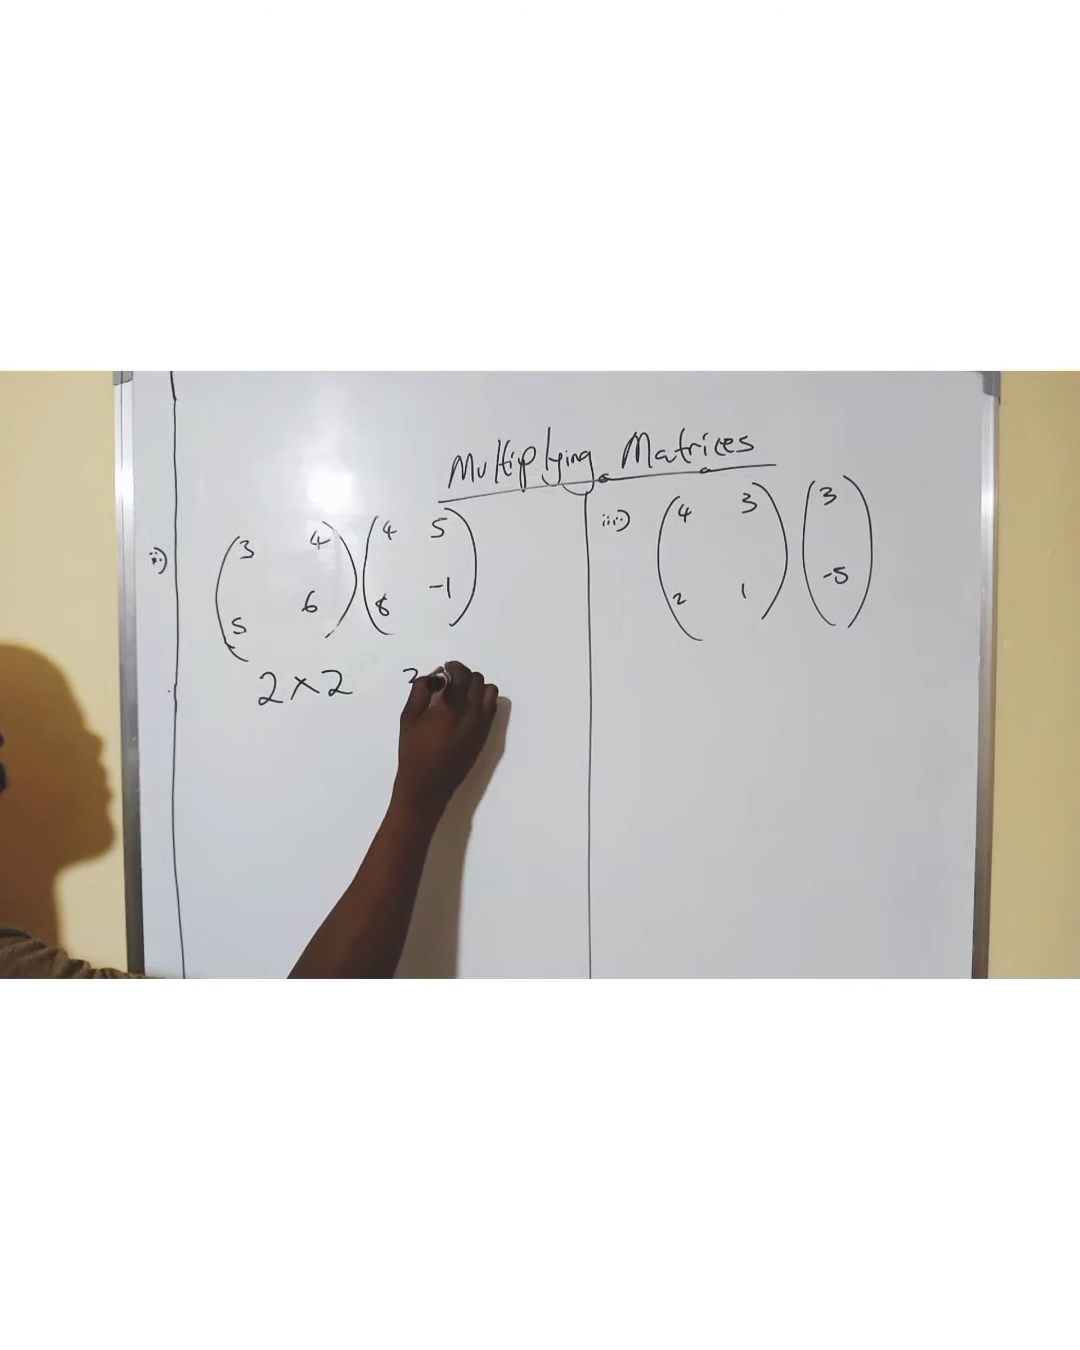 Multiplying Matrices
ii) (3 4) (4 5)
(5 6) (8 -1)
2×2 2
iii) (4 3) (3)
(2 1) (-5)